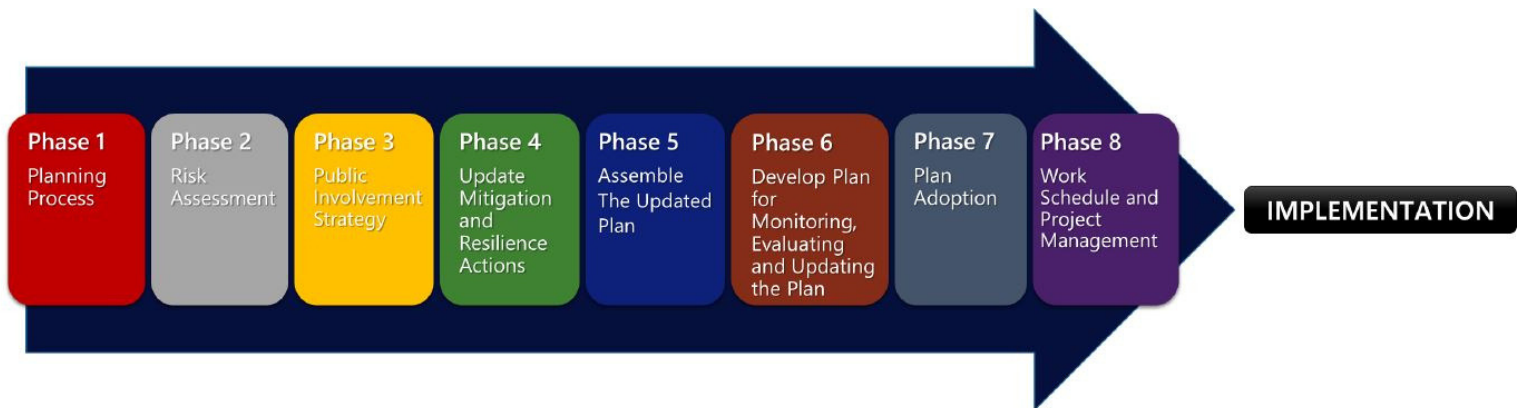 Phase 1
Planning
Process
Phase 2
Risk
Assessment
Phase 3
Public
Involvement
Strategy
Phase 4
Update
Mitigation
and
Resilience
Actions
Phase 5
Assemble
The Updated
Plan
Phase 6
Develop Plan
for
Monitoring,
Evaluating
and Updating
the Plan
Phase 7
Plan
Adoption
Phase 8
Work
Schedule and
Project
Management
IMPLEMENTATION